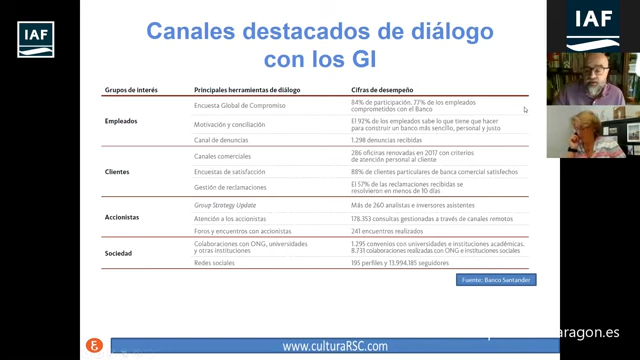 IAF
Canales destacados de diálogo
con los GI
IAF
Grupos de interés
Principales herramientas de diálogo
Cifras de desempeño
Empleados
Encuesta Global de Compromiso
84% de participación. 77% de los empleados
comprometidos con el Banco
Motivación y conciliación
El 92% de los empleados sabe lo que tiene que hacer
para construir un banco más sencillo, personal y justo
Canal de denuncias
1.298 denuncias recibidas
Clientes
Canales comerciales
286 oficinas renovadas en 2017 con criterios
de atención personal al cliente
Encuestas de satisfacción
88% de clientes particulares de banca comercial satisfechos
Gestión de reclamaciones
El 57% de las reclamaciones recibidas se
resolvieron en menos de 10 días
Accionistas
Group Strategy Update
Más de 260 analistas e inversores asistentes
Atención a los accionistas
178.353 consultas gestionadas a través de canales remotos
Foros y encuentros con accionistas
241 encuentros realizados
Sociedad
Colaboraciones con ONG, universidades
y otras instituciones
1.295 convenios con universidades e instituciones académicas.
8.731 colaboraciones realizadas con ONG e instituciones sociales
Redes sociales
195 perfiles y 13.994.185 seguidores
Fuente: Banco Santander
aragon.es
www.culturaRSC.com